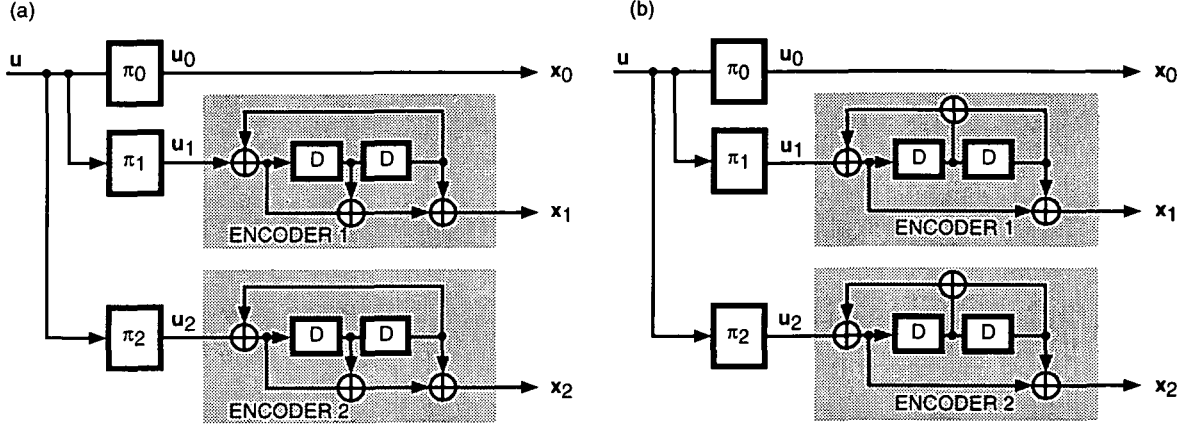 (a)
u
π0
u0
x0
π1
u1
D
D
x1
ENCODER 1
π2
u2
D
D
x2
ENCODER 2
(b)
u
π0
u0
x0
π1
u1
D
D
x1
ENCODER 1
π2
u2
D
D
x2
ENCODER 2